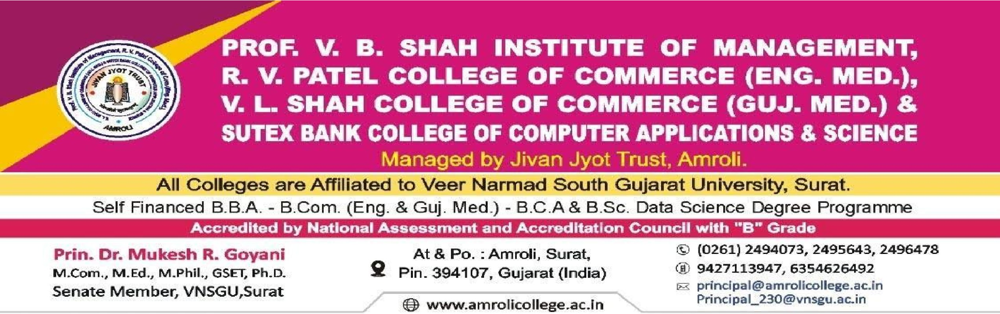 PROF. V. B. SHAH INSTITUTE OF MANAGEMENT,
R. V. PATEL COLLEGE OF COMMERCE (ENG. MED.),
V. L. SHAH COLLEGE OF COMMERCE (GUJ. MED.) &
SUTEX BANK COLLEGE OF COMPUTER APPLICATIONS & SCIENCE
Managed by Jivan Jyot Trust, Amroli.
JIVAN JYOT TRUST
AMROLI
All Colleges are Affiliated to Veer Narmad South Gujarat University, Surat.
Self Financed B.B.A. - B.Com. (Eng. & Guj. Med.) - B.C.A & B.Sc. Data Science Degree Programme
Accredited by National Assessment and Accreditation Council with "B" Grade
Prin. Dr. Mukesh R. Goyani
M.Com., M.Ed., M.Phil., GSET, Ph.D.
Senate Member, VNSGU,Surat
At & Po. : Amroli, Surat,
Pin. 394107, Gujarat (India)
www.amrolicollege.ac.in
(0261) 2494073, 2495643, 2496478
9427113947, 6354626492
principal@amrolicollege.ac.in
Principal_230@vnsgu.ac.in